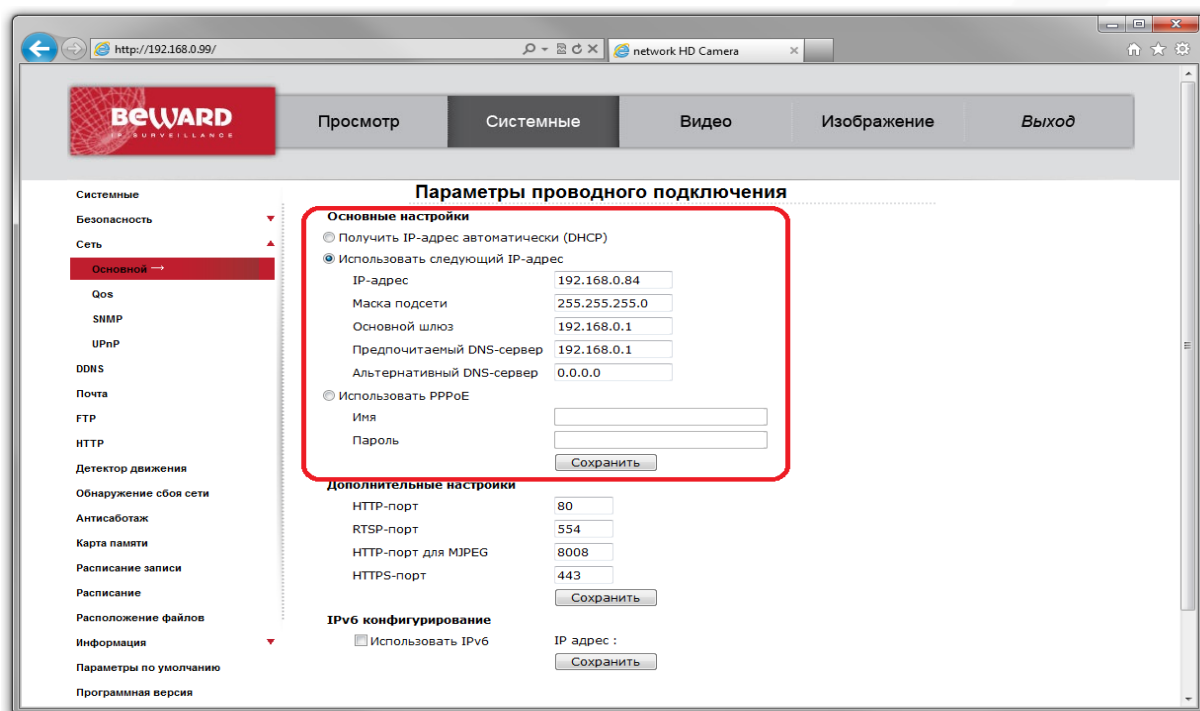 http://192.168.0.99/
network HD Camera
BEWARD
IP SURVEILLANCE
Просмотр
Системные
Видео
Изображение
Выход
Системные
Безопасность
Сеть
Основной →
Qos
SNMP
UPnP
DDNS
Почта
FTP
HTTP
Детектор движения
Обнаружение сбоя сети
Антисаботаж
Карта памяти
Расписание записи
Расписание
Расположение файлов
Информация
Параметры по умолчанию
Программная версия
Параметры проводного подключения
Основные настройки
Получить IP-адрес автоматически (DHCP)
Использовать следующий IP-адрес
IP-адрес 192.168.0.84
Маска подсети 255.255.255.0
Основной шлюз 192.168.0.1
Предпочитаемый DNS-сервер 192.168.0.1
Альтернативный DNS-сервер 0.0.0.0
Использовать PPPoE
Имя
Пароль
Сохранить
Дополнительные настройки
HTTP-порт 80
RTSP-порт 554
HTTP-порт для MJPEG 8008
HTTPS-порт 443
Сохранить
IPv6 конфигурирование
Использовать IPv6 IP адрес :
Сохранить